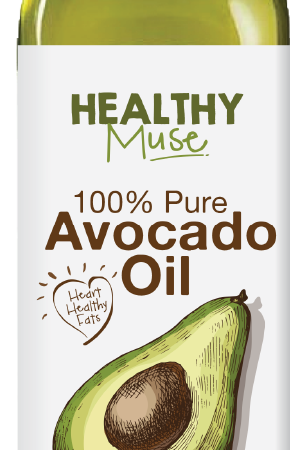 HEALTHY
Muse
100% Pure
Avocado
Oil
Heart
Healthy
Fats